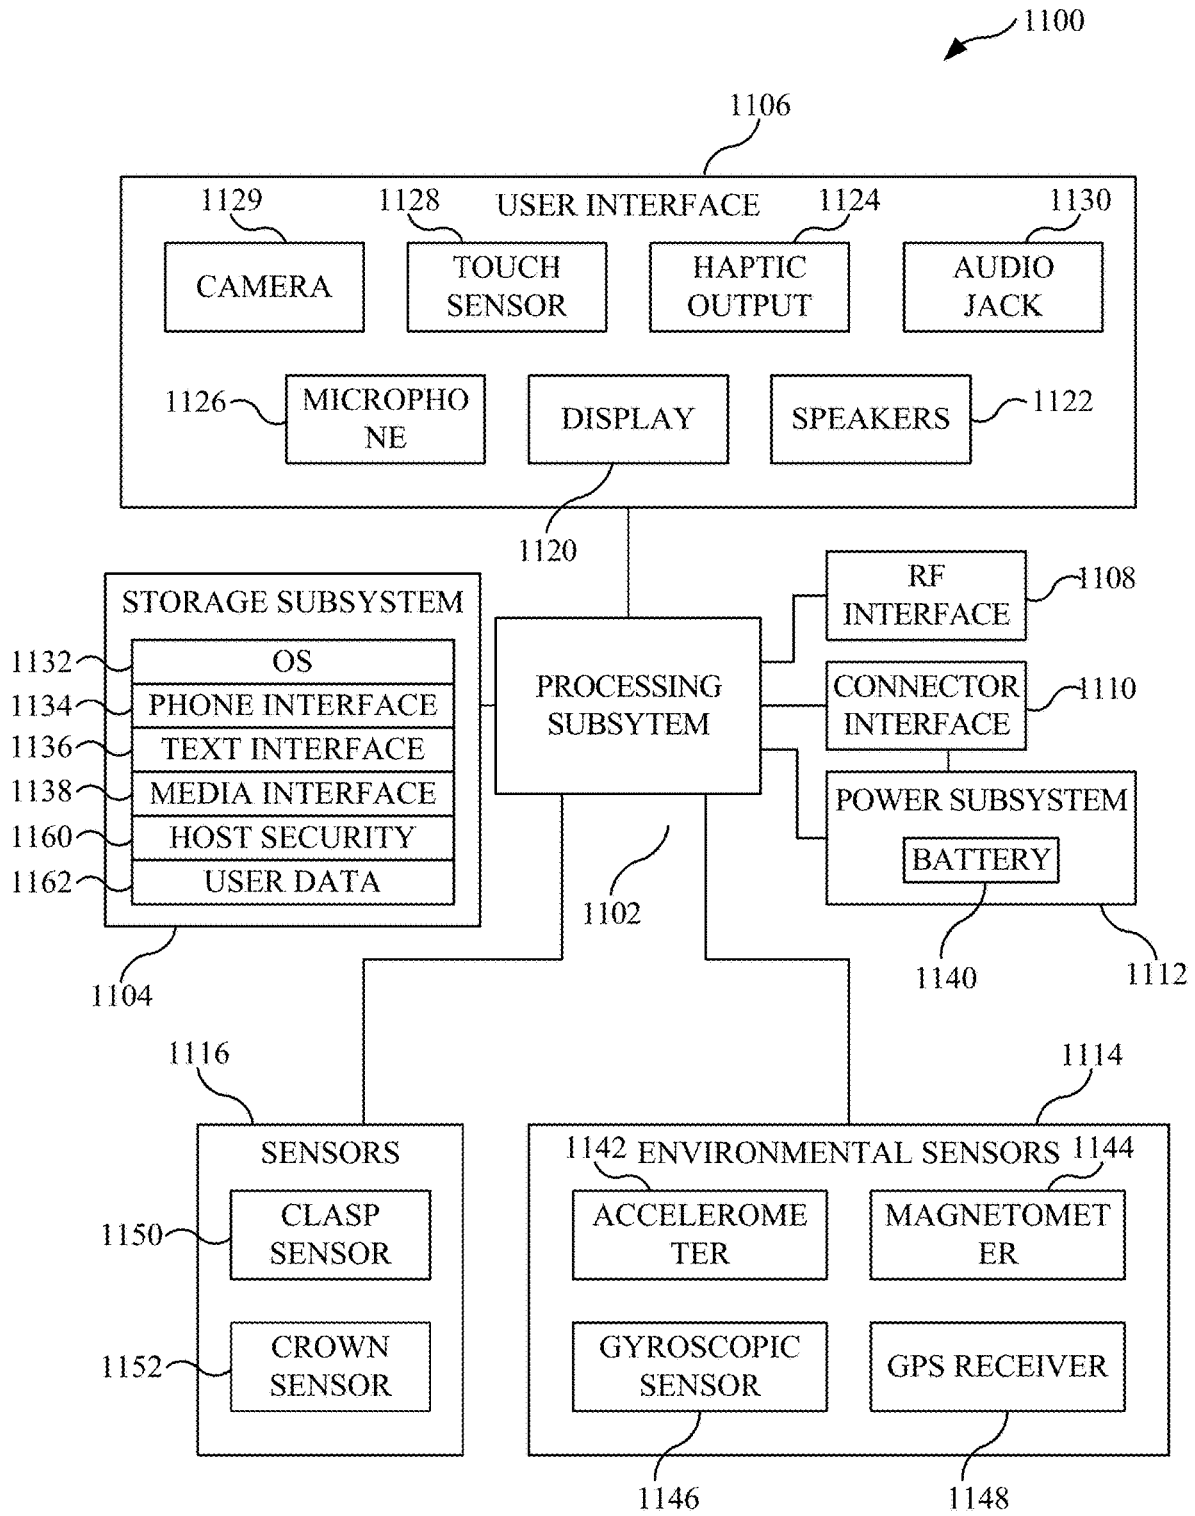 1100
1106
1129
1128
USER INTERFACE
1124
1130
CAMERA
TOUCH
SENSOR
HAPTIC
OUTPUT
AUDIO
JACK
1126
MICROPHO
NE
DISPLAY
SPEAKERS
1122
1120
STORAGE SUBSYSTEM
1132
OS
1134
PHONE INTERFACE
1136
TEXT INTERFACE
1138
MEDIA INTERFACE
1160
HOST SECURITY
1162
USER DATA
1104
PROCESSING
SUBSYTEM
1102
RF
INTERFACE
1108
CONNECTOR
INTERFACE
1110
POWER SUBSYSTEM
BATTERY
1140
1112
1116
SENSORS
1150
CLASP
SENSOR
1152
CROWN
SENSOR
1114
1142
ENVIRONMENTAL SENSORS
1144
ACCELEROME
TER
MAGNETOMET
ER
GYROSCOPIC
SENSOR
GPS RECEIVER
1146
1148